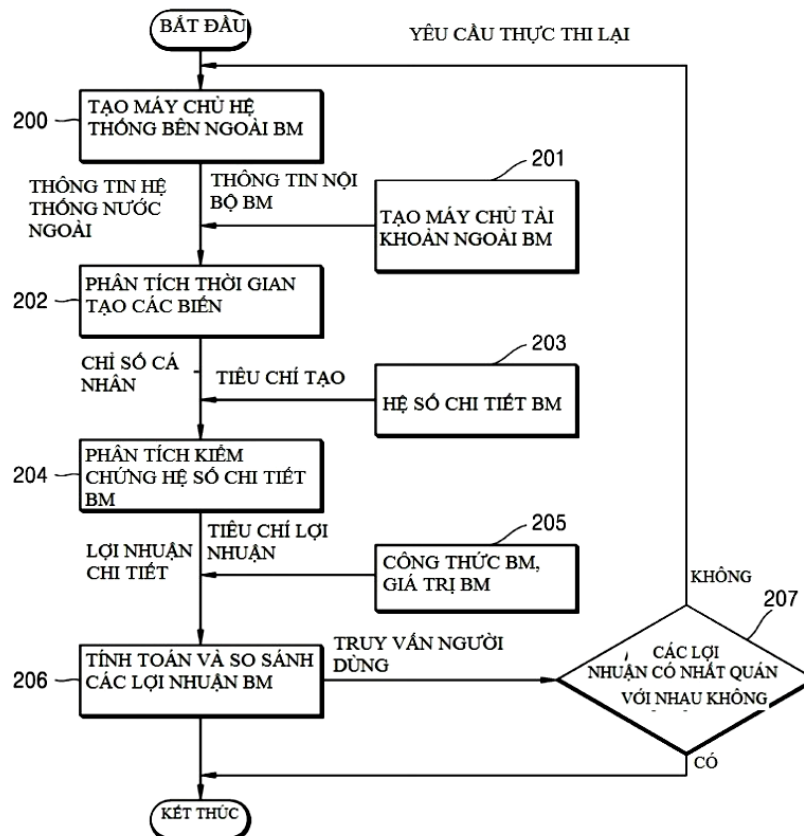 BẮT ĐẦU
YÊU CẦU THỰC THI LẠI
200
TẠO MÁY CHỦ HỆ
THỐNG BÊN NGOÀI BM
THÔNG TIN HỆ
THỐNG NƯỚC
NGOÀI
THÔNG TIN NỘI
BỘ BM
201
TẠO MÁY CHỦ TÀI
KHOẢN NGOÀI BM
202
PHÂN TÍCH THỜI GIAN
TẠO CÁC BIẾN
CHỈ SỐ CÁ
NHÂN
TIÊU CHÍ TẠO
203
HỆ SỐ CHI TIẾT BM
204
PHÂN TÍCH KIỂM
CHỨNG HỆ SỐ CHI TIẾT
BM
LỢI NHUẬN
CHI TIẾT
TIÊU CHÍ LỢI
NHUẬN
205
CÔNG THỨC BM,
GIÁ TRỊ BM
KHÔNG
207
206
TÍNH TOÁN VÀ SO SÁNH
CÁC LỢI NHUẬN BM
TRUY VẤN NGƯỜI
DÙNG
CÁC LỢI
NHUẬN CÓ NHẤT QUÁN
VỚI NHAU KHÔNG
CÓ
KẾT THÚC